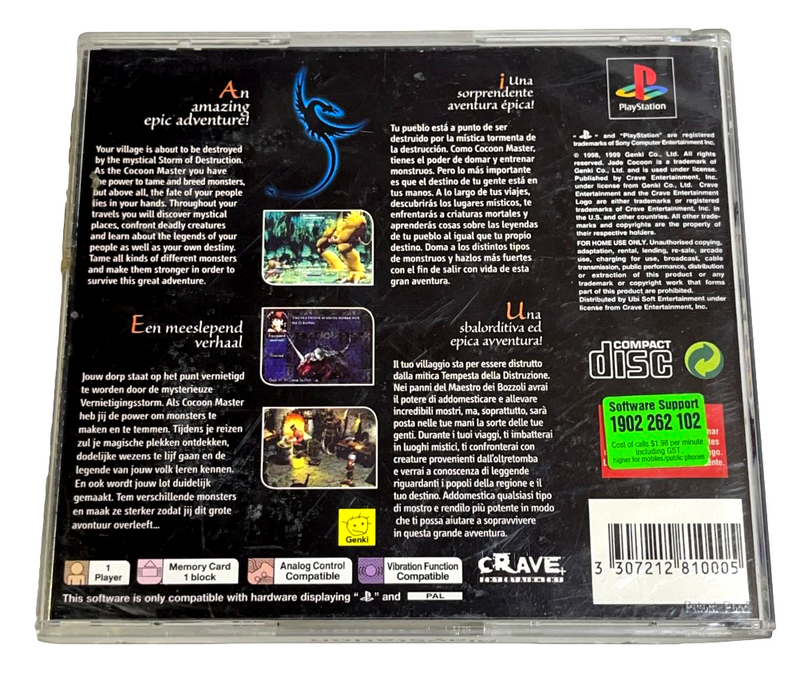 An
amazing
epic adventure!
Your village is about to be destroyed
by the mystical Storm of Destruction.
As the Cocoon Master you have
the power to tame and breed monsters,
but above all, the fate of your people
lies in your hands. Throughout your
travels you will discover mystical
places, confront deadly creatures
and learn about the legends of your
people as well as your own destiny.
Tame all kinds of different monsters
and make them stronger in order to
survive this great adventure.
Een meeslepend
verhaal
Jouw dorp staat op het punt vernietigd
te worden door de mysterieuze
Vernietigingsstorm. Als Cocoon Master
heb jij de power om monsters te
maken en te temmen. Tijdens je reizen
zul je magische plekken ontdekken,
dodelijke wezens te lijf gaan en de
legende van jouw volk leren kennen.
En ook wordt jouw lot duidelijk
gemaakt. Tem verschillende monsters
en maak ze sterker zodat jij dit grote
avontuur overleeft...
¡ Una
sorprendente
aventura épica!
Tu pueblo está a punto de ser
destruido por la mística tormenta de
la destrucción. Como Cocoon Master,
tienes el poder de domar y entrenar
monstruos. Pero lo más importante
es que el destino de tu gente está en
tus manos. A lo largo de tus viajes,
descubrirás los lugares místicos, te
enfrentarás a criaturas mortales y
aprenderás cosas sobre las leyendas
de tu pueblo al igual que tu propio
destino. Doma a los distintos tipos
de monstruos y hazlos más fuertes
con el fin de salir con vida de esta
gran aventura.
Una
sbalorditiva ed
epica avventura!
Il tuo villaggio sta per essere distrutto
dalla mitica Tempesta della Distruzione.
Nei panni del Maestro dei Bozzoli avrai
il potere di addomesticare e allevare
incredibili mostri, ma, soprattutto, sarà
posta nelle tue mani la sorte delle tue
genti. Durante i tuoi viaggi, ti imbatterai
in luoghi mistici, ti confronterai con
creature provenienti dall'oltretomba
e verrai a conoscenza di leggende
riguardanti i popoli della regione e il
tuo destino. Addomestica qualsiasi tipo
di mostro e rendilo più potente in modo
che ti possa aiutare a sopravvivere
in questa grande avventura.
PlayStation
" " and "PlayStation" are registered
trademarks of Sony Computer Entertainment Inc.
© 1998, 1999 Genki Co., Ltd. All rights
reserved. Jade Cocoon is a trademark of
Genki Co., Ltd. and is used under license.
Published by Crave Entertainment, Inc.
under license from Genki Co., Ltd. Crave
Entertainment and the Crave Entertainment
Logo are either trademarks or registered
trademarks of Crave Entertainment, Inc. in
the U.S. and other countries. All other trade-
marks and copyrights are the property of
their respective holders.
FOR HOME USE ONLY. Unauthorised copying,
adaptation, rental, lending, re-sale, arcade
use, charging for use, broadcast, cable
transmission, public performance, distribution
or extraction of this product or any
trademark or copyright work that forms
part of this product are prohibited.
Distributed by Ubi Soft Entertainment under
license from Crave Entertainment, Inc.
COMPACT
disc
Software Support
1902 262 102
Cost of calls $1.98 per minute
including GST
higher for mobiles/public phones
Genki
CRAVE
ENTERTAINMENT
3 307212 810005
1
Player
Memory Card
1 block
Analog Control
Compatible
Vibration Function
Compatible
This software is only compatible with hardware displaying " " and PAL